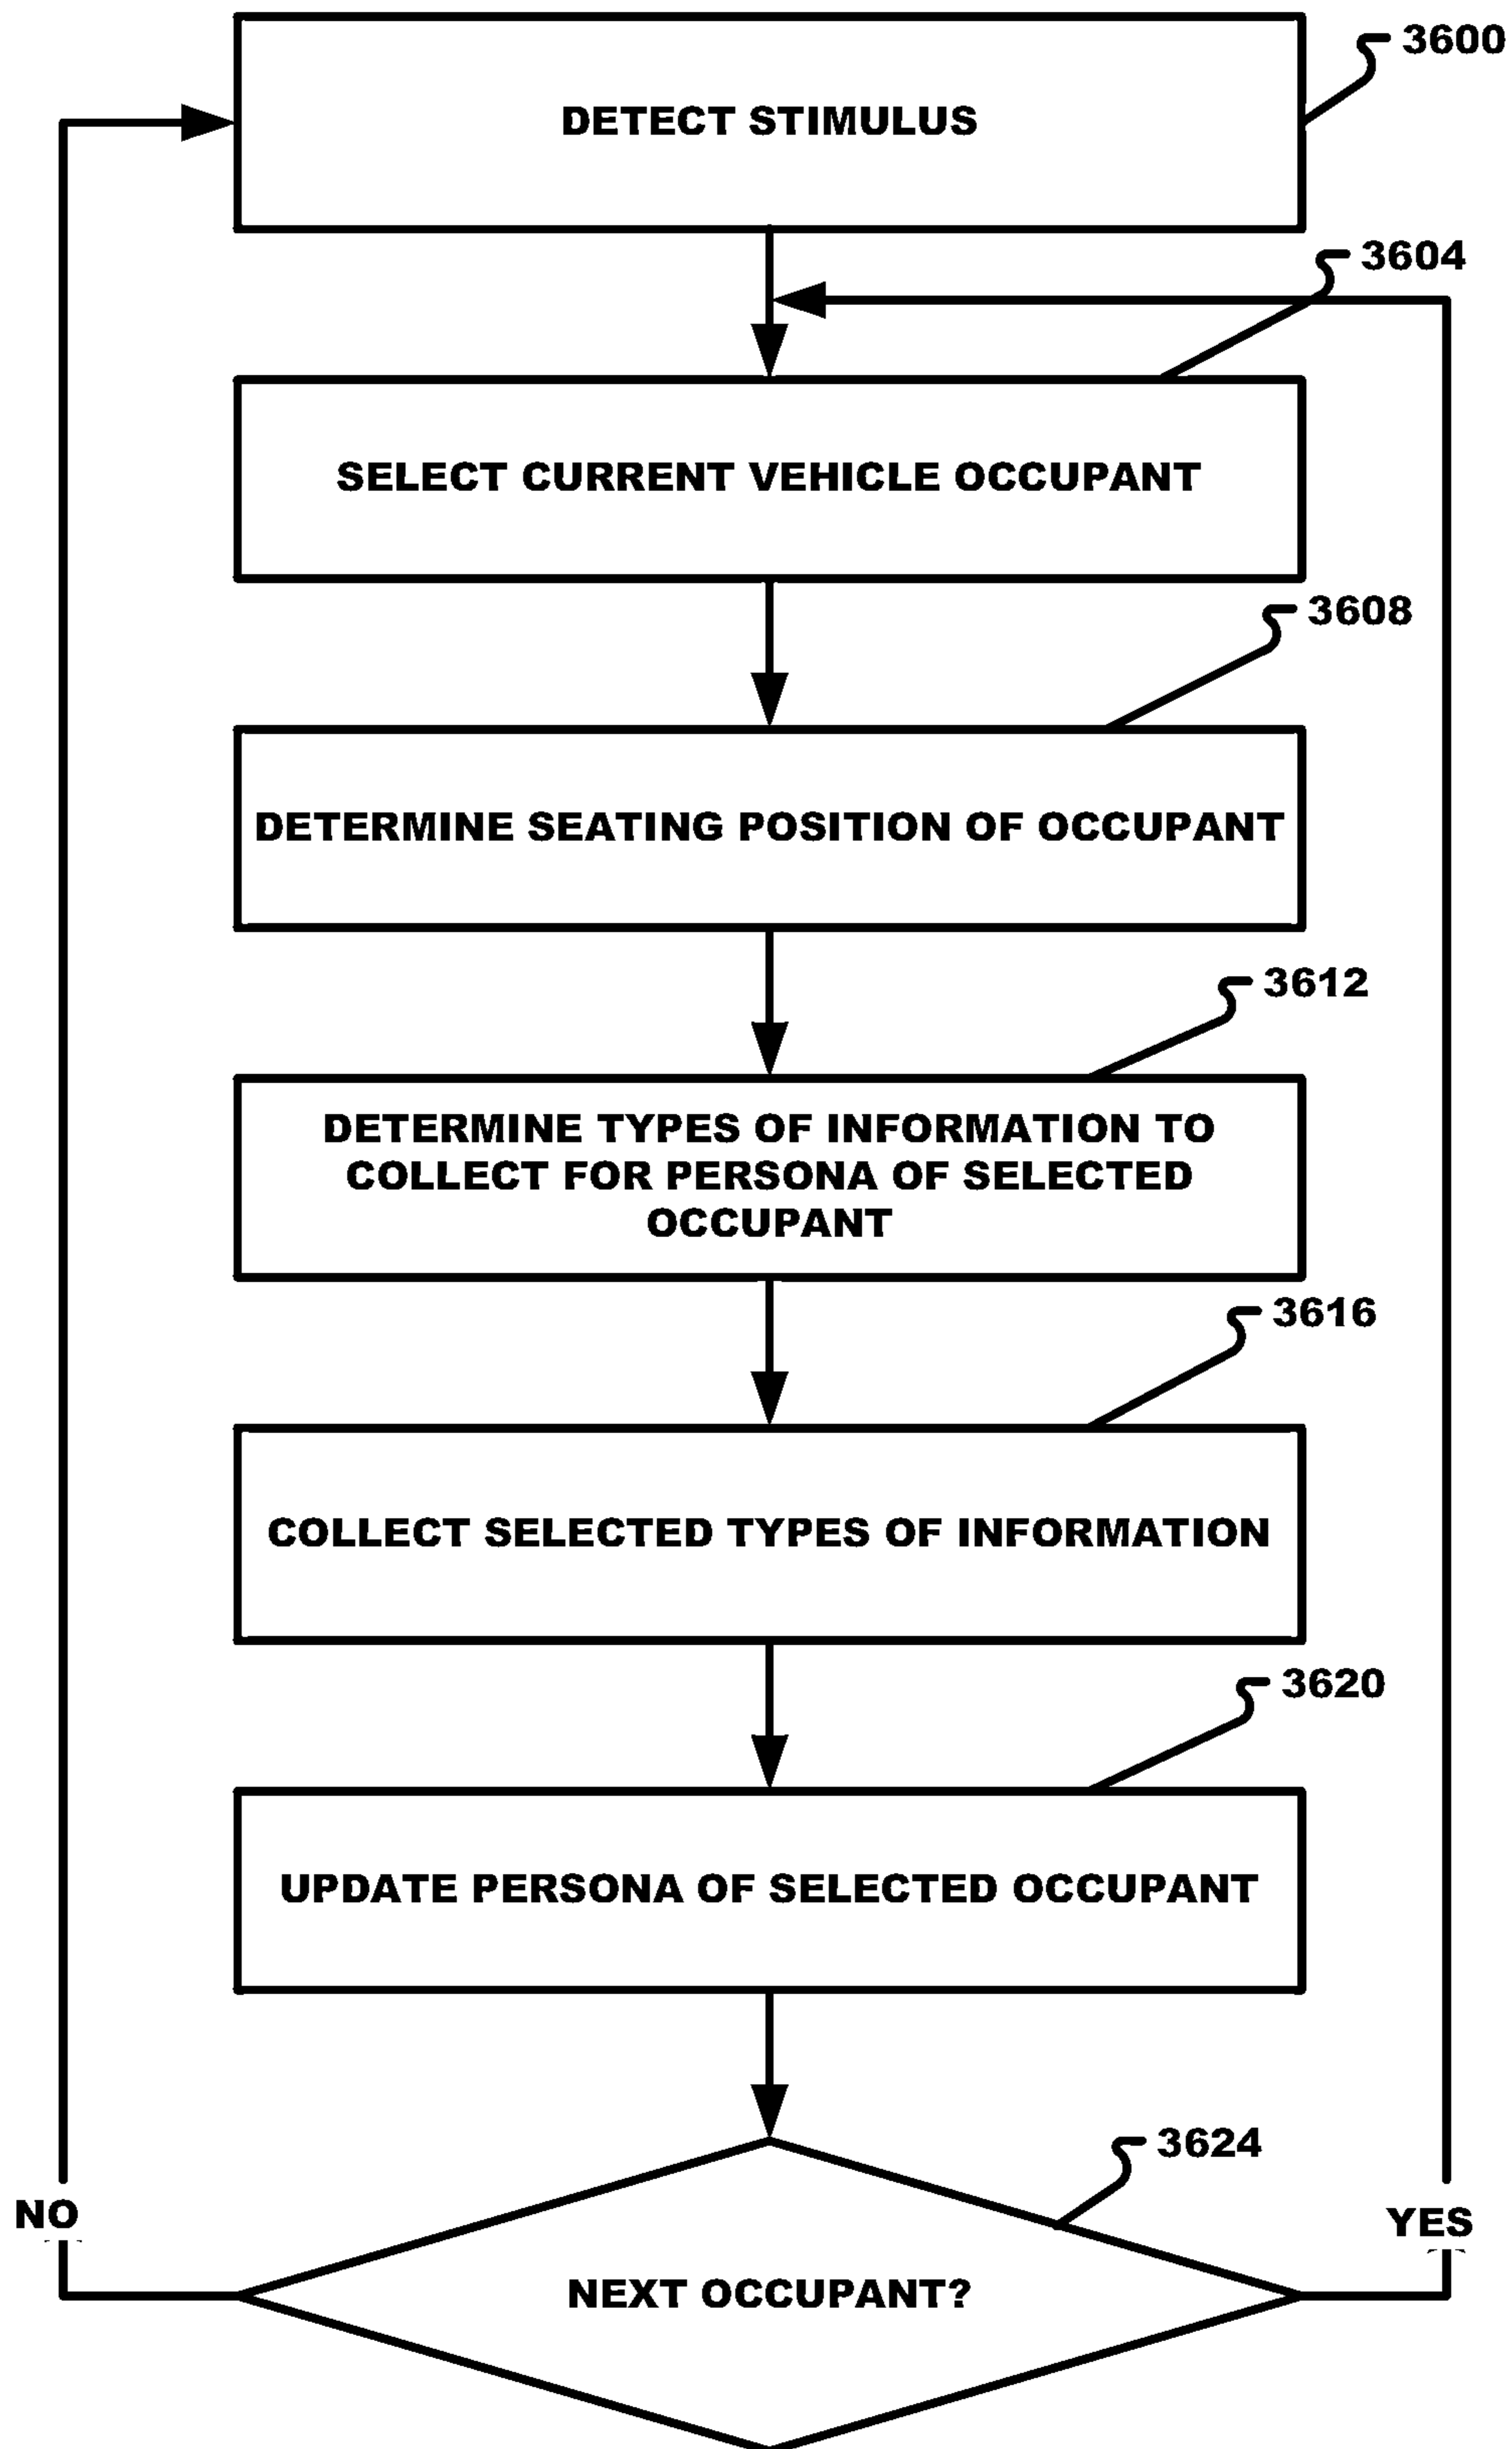 3600
DETECT STIMULUS
3604
SELECT CURRENT VEHICLE OCCUPANT
3608
DETERMINE SEATING POSITION OF OCCUPANT
3612
DETERMINE TYPES OF INFORMATION TO
COLLECT FOR PERSONA OF SELECTED
OCCUPANT
3616
COLLECT SELECTED TYPES OF INFORMATION
3620
UPDATE PERSONA OF SELECTED OCCUPANT
3624
NO
YES
NEXT OCCUPANT?